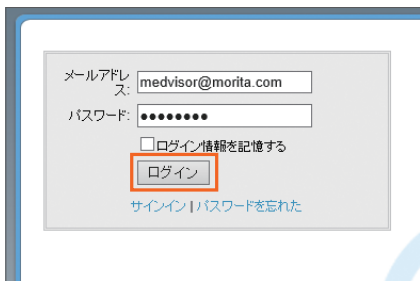 メールアドレス: medvisor@morita.com
パスワード: ●●●●●●●●
ログイン情報を記憶する
ログイン
サインイン | パスワードを忘れた